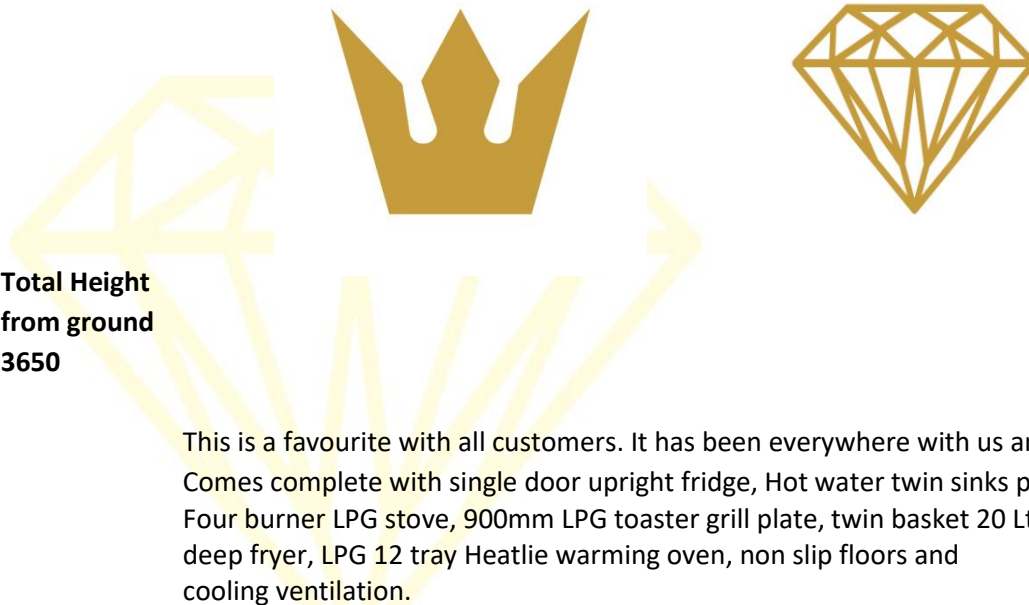 Total Height
from ground
3650
This is a favourite with all customers. It has been everywhere with us
Comes complete with single door upright fridge, Hot water twin sinks
Four burner LPG stove, 900mm LPG toaster grill plate, twin basket 20
deep fryer, LPG 12 tray Heatlie warming oven, non slip floors and
cooling ventilation.